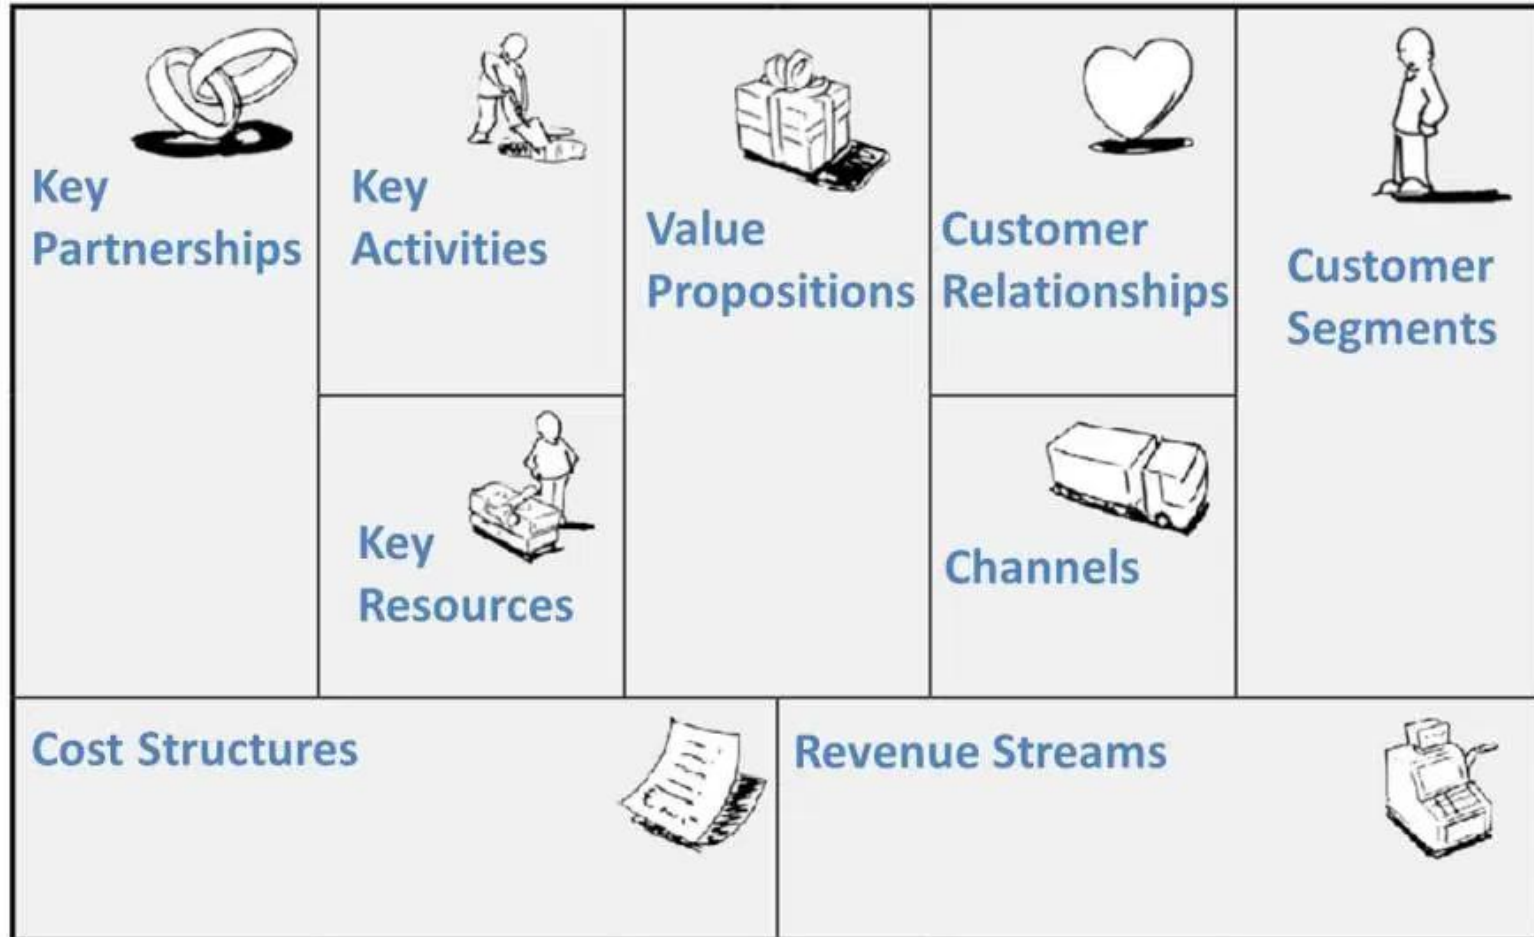 Key
Partnerships
Key
Activities
Key
Resources
Value
Propositions
Customer
Relationships
Channels
Customer
Segments
Cost Structures
Revenue Streams